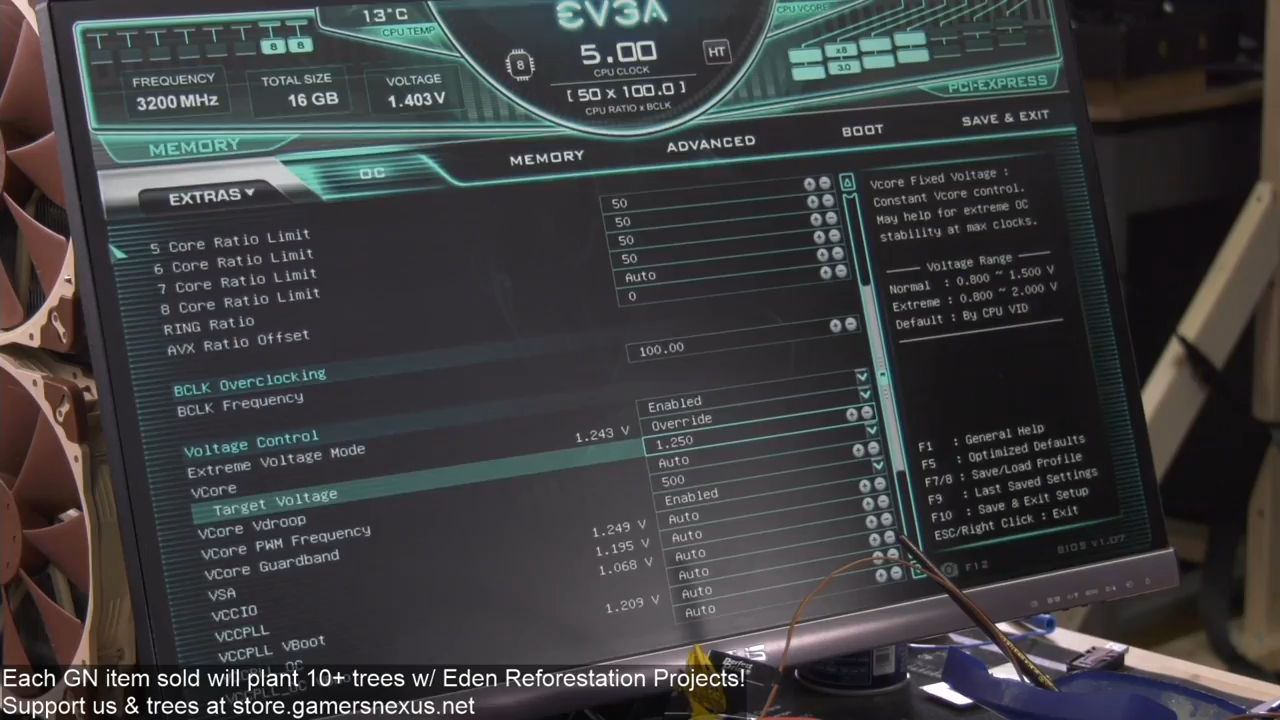 13°C
CPU TEMP
EVGA
CPU VCORE
8 8
8
5.00
CPU CLOCK
HT
x8
3.0
FREQUENCY
3200 MHz
TOTAL SIZE
16 GB
VOLTAGE
1.403 V
[ 50 x 100.0 ]
CPU RATIO x BCLK
PCI-EXPRESS
MEMORY
EXTRAS
OC
MEMORY
ADVANCED
BOOT
SAVE & EXIT
50
5 Core Ratio Limit 50
6 Core Ratio Limit 50
7 Core Ratio Limit 50
8 Core Ratio Limit Auto
RING Ratio 0
AVX Ratio Offset
BCLK Overclocking
BCLK Frequency 100.00
Voltage Control
Extreme Voltage Mode Enabled
VCore 1.243 V Override
Target Voltage 1.250
VCore Vdroop Auto
VCore PWM Frequency 500
VCore Guardband Enabled
VSA 1.249 V Auto
VCCIO 1.195 V Auto
VCCPLL 1.068 V Auto
VCCPLL VBoot Auto
VCCPLL_OC 1.209 V Auto
Auto
Vcore Fixed Voltage :
Constant Vcore control.
May help for extreme OC
stability at max clocks.
Voltage Range
Normal : 0.800 ~ 1.500 V
Extreme : 0.800 ~ 2.000 V
Default : By CPU VID
F1 : General Help
F5 : Optimized Defaults
F7/8 : Save/Load Profile
F9 : Last Saved Settings
F10 : Save & Exit Setup
ESC/Right Click : Exit
BIOS v1.07
F12
Each GN item sold will plant 10+ trees w/ Eden Reforestation Projects!
Support us & trees at store.gamersnexus.net